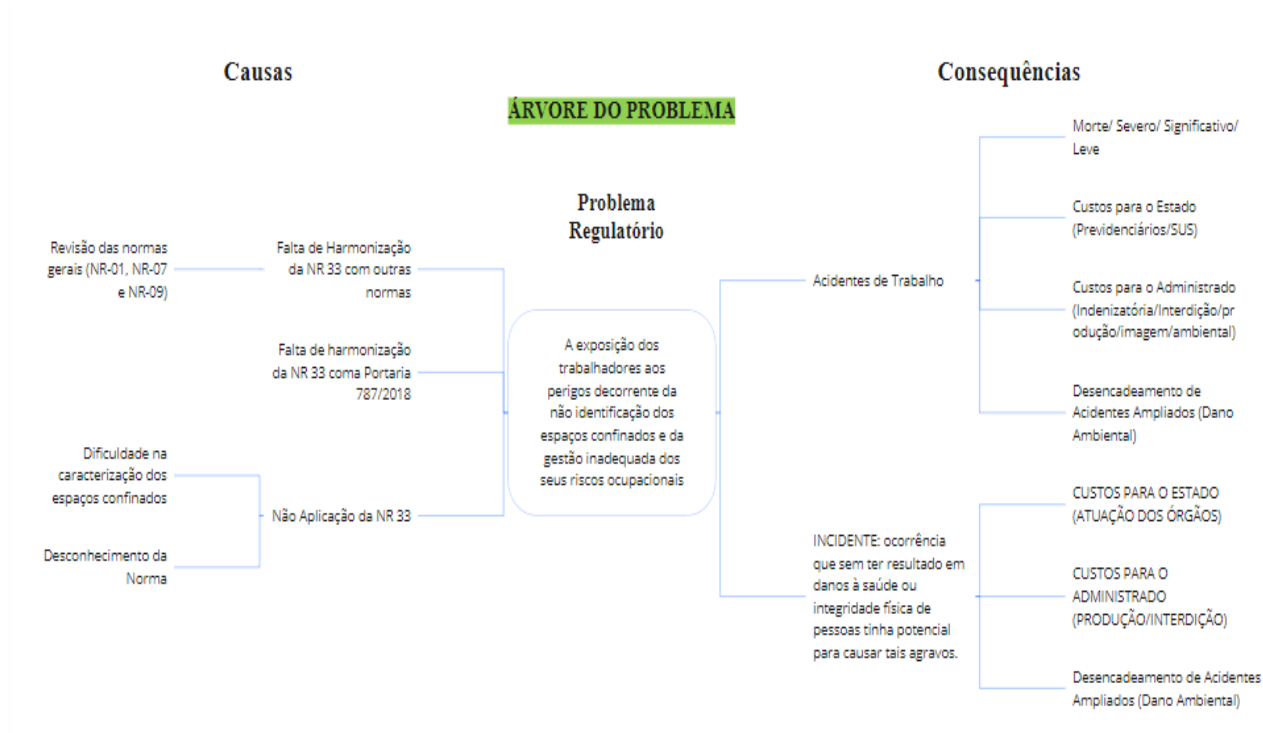 Causas
Consequências
ÁRVORE DO PROBLEMA
Problema
Regulatório
Revisão das normas
gerais (NR-01, NR-07
e NR-09)
Falta de Harmonização
da NR 33 com outras
normas
Falta de harmonização
da NR 33 coma Portaria
787/2018
Dificuldade na
caracterização dos
espaços confinados
Desconhecimento da
Norma
Não Aplicação da NR 33
A exposição dos
trabalhadores aos
perigos decorrente da
não identificação dos
espaços confinados e da
gestão inadequada dos
seus riscos ocupacionais
Acidentes de Trabalho
Morte/ Severo/ Significativo/
Leve
Custos para o Estado
(Previdenciários/SUS)
Custos para o Administrado
(Indenizatória/Interdição/pr
odução/imagem/ambiental)
Desencadeamento de
Acidentes Ampliados (Dano
Ambiental)
INCIDENTE: ocorrência
que sem ter resultado em
danos à saúde ou
integridade física de
pessoas tinha potencial
para causar tais agravos.
CUSTOS PARA O ESTADO
(ATUAÇÃO DOS ÓRGÃOS)
CUSTOS PARA O
ADMINISTRADO
(PRODUÇÃO/INTERDIÇÃO)
Desencadeamento de Acidentes
Ampliados (Dano Ambiental)